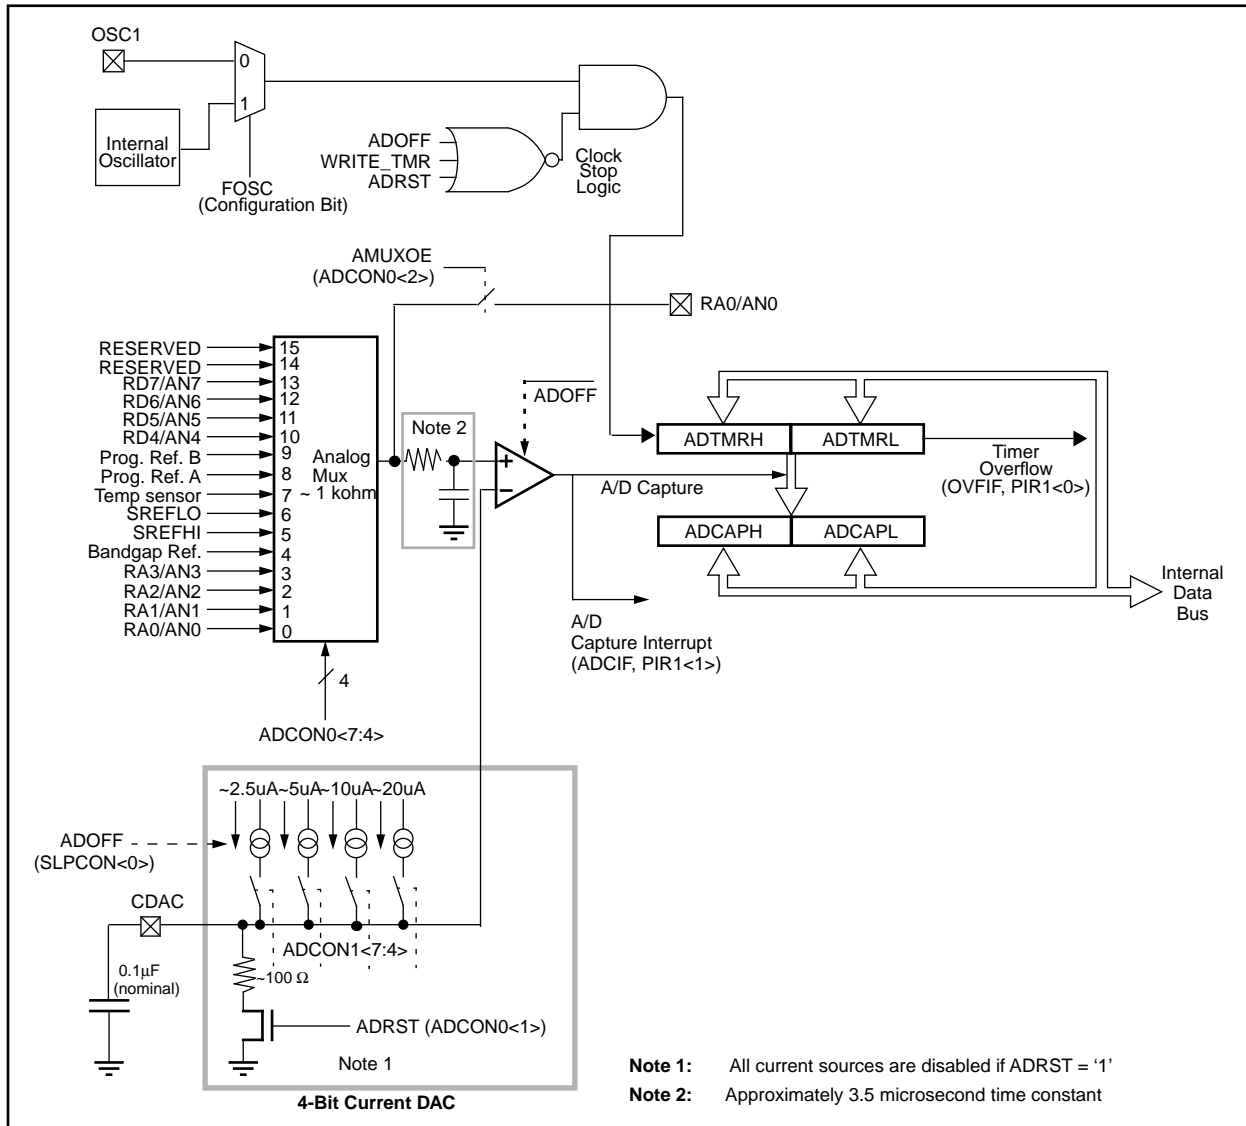 OSC1
0
1
Internal
Oscillator
FOSC
(Configuration Bit)
ADOFF
WRITE_TMR
ADRST
Clock
Stop
Logic
AMUXOE
(ADCON0<2>)
RA0/AN0
RESERVED 15
RESERVED 14
RD7/AN7 13
RD6/AN6 12
RD5/AN5 11
RD4/AN4 10
Prog. Ref. B 9
Prog. Ref. A 8
Temp sensor 7
SREFLO 6
SREFHI 5
Bandgap Ref. 4
RA3/AN3 3
RA2/AN2 2
RA1/AN1 1
RA0/AN0 0
Analog
Mux
~ 1 kohm
4
ADCON0<7:4>
Note 2
+
–
ADOFF
A/D Capture
ADTMRH ADTMRL
Timer
Overflow
(OVFIF, PIR1<0>)
ADCAPH ADCAPL
Internal
Data
Bus
A/D
Capture Interrupt
(ADCIF, PIR1<1>)
~2.5uA ~5uA ~10uA ~20uA
ADOFF
(SLPCON<0>)
CDAC
ADCON1<7:4>
0.1µF
(nominal)
~100 Ω
ADRST (ADCON0<1>)
Note 1
4-Bit Current DAC
Note 1: All current sources are disabled if ADRST = ‘1’
Note 2: Approximately 3.5 microsecond time constant